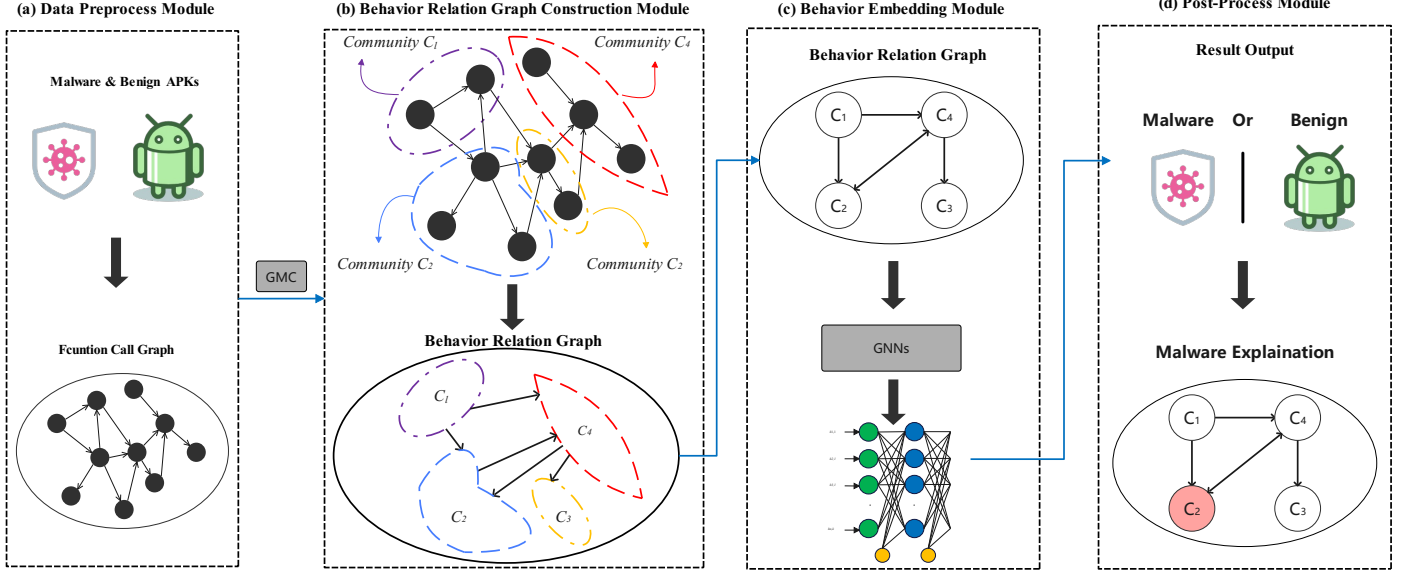 (a) Data Preprocess Module
Malware & Benign APKs
Fcuntion Call Graph
GMC
(b) Behavior Relation Graph Construction Module
Community C1
Community C4
Community C2
Community C2
Behavior Relation Graph
C1
C4
C2
C3
(c) Behavior Embedding Module
Behavior Relation Graph
C1
C4
C2
C3
GNNs
(d) Post-Process Module
Result Output
Malware Or Benign
Malware Explaination
C1
C4
C2
C3